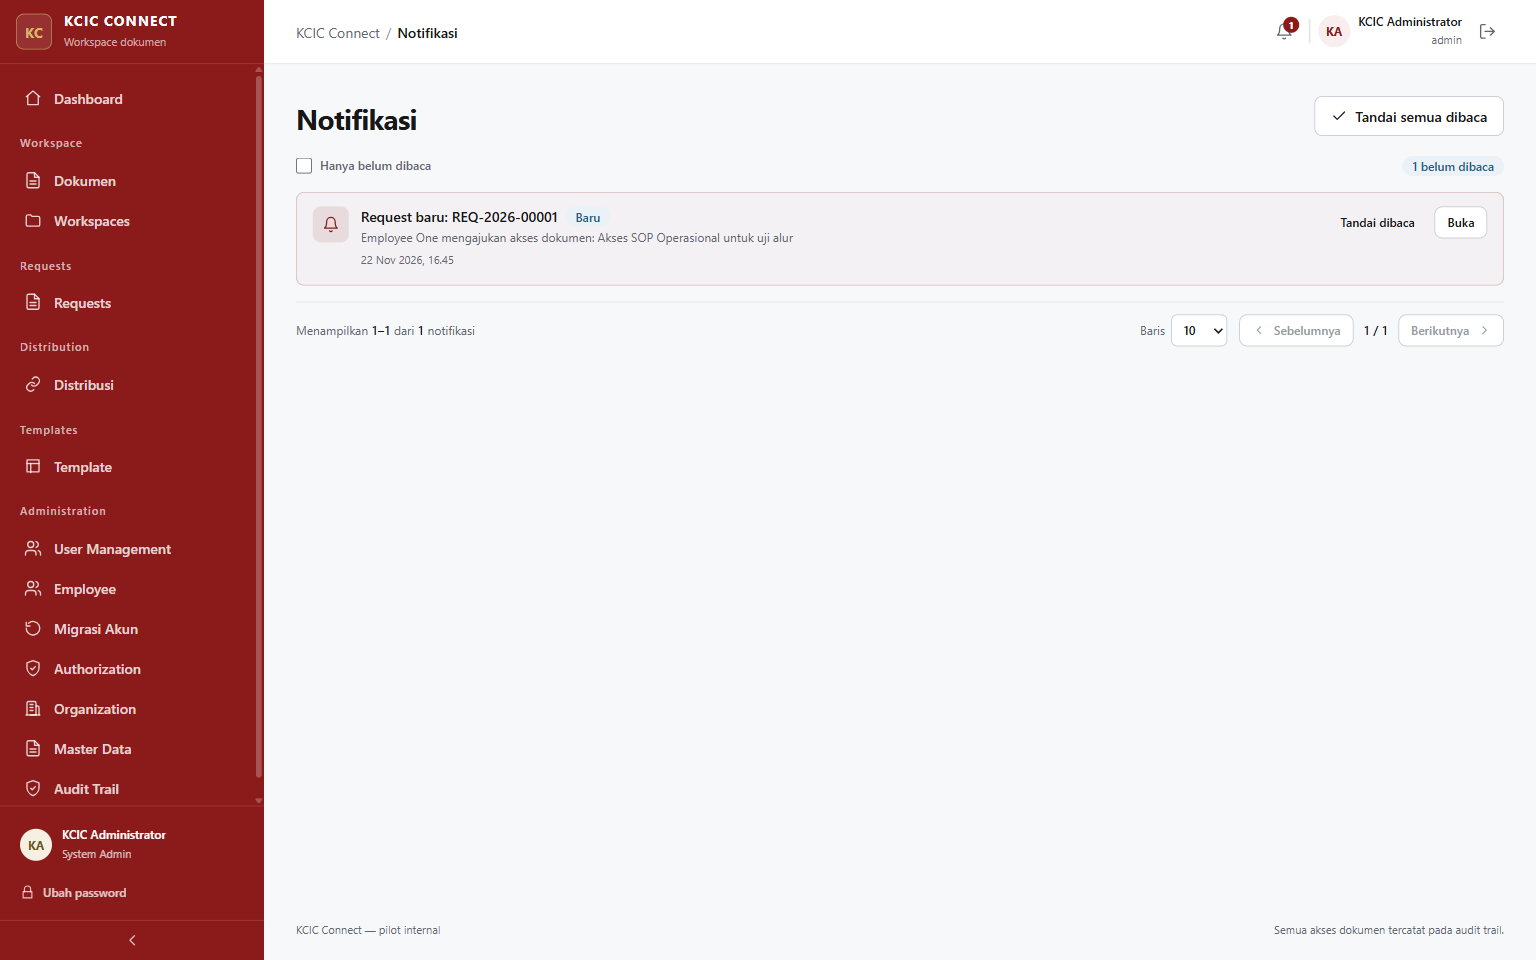 KC
KCIC CONNECT
Workspace dokumen
Dashboard
Workspace
Dokumen
Workspaces
Requests
Requests
Distribution
Distribusi
Templates
Template
Administration
User Management
Employee
Migrasi Akun
Authorization
Organization
Master Data
Audit Trail
KA
KCIC Administrator
System Admin
Ubah password
KCIC Connect / Notifikasi
1
KA
KCIC Administrator
admin
Notifikasi
Tandai semua dibaca
Hanya belum dibaca
1 belum dibaca
Request baru: REQ-2026-00001 Baru
Employee One mengajukan akses dokumen: Akses SOP Operasional untuk uji alur
22 Nov 2026, 16.45
Tandai dibaca
Buka
Menampilkan 1–1 dari 1 notifikasi
Baris 10 Sebelumnya 1 / 1 Berikutnya
KCIC Connect — pilot internal
Semua akses dokumen tercatat pada audit trail.